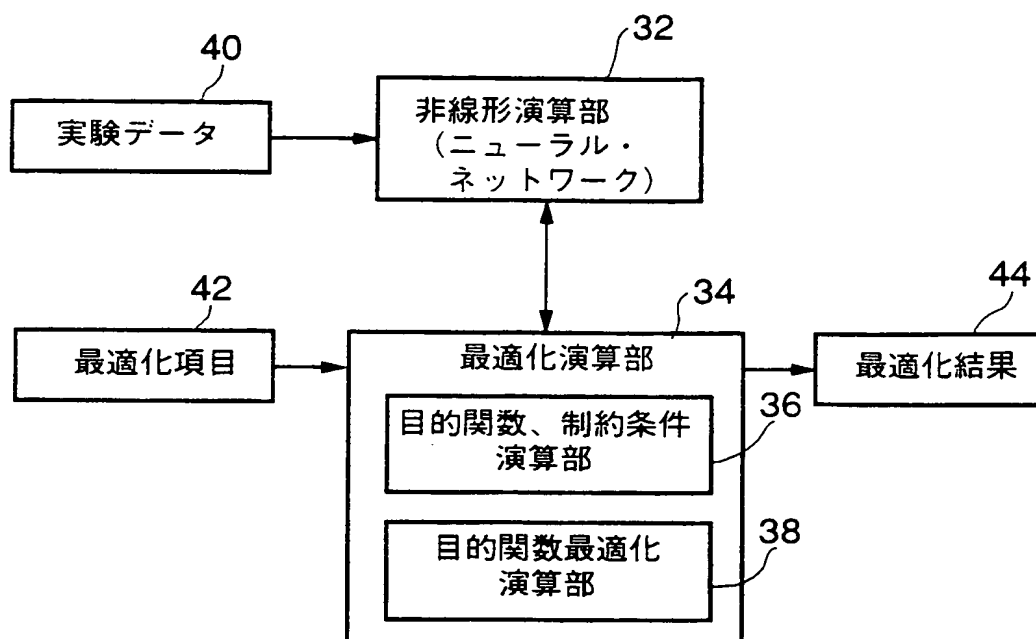 40
32
実験データ
非線形演算部
(ニューラル・
ネットワーク)
42
34
44
最適化項目
最適化演算部
最適化結果
目的関数、制約条件
演算部
36
目的関数最適化
演算部
38